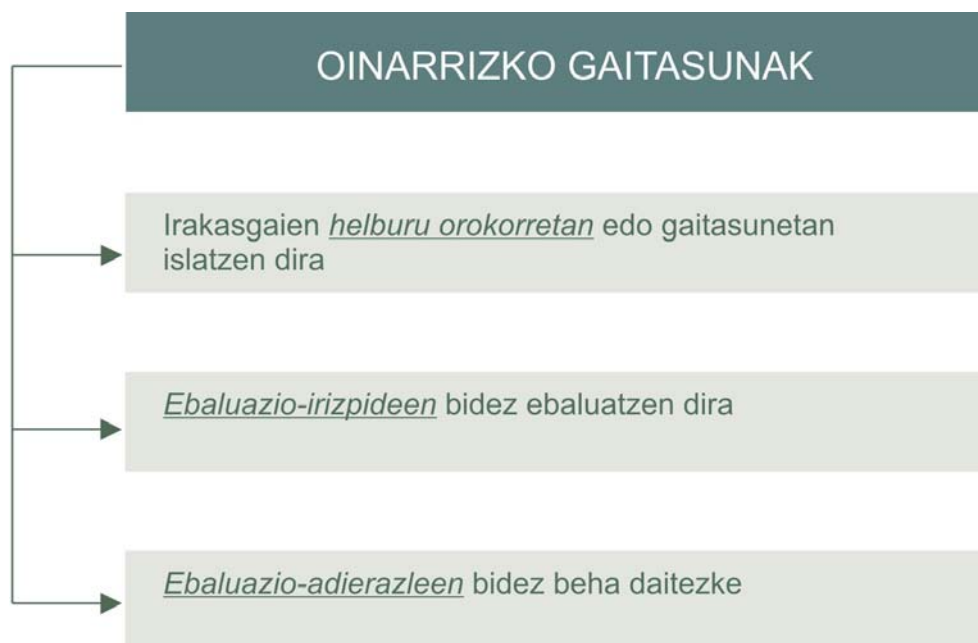 OINARRIZKO GAITASUNAK
Irakasgaien helburu orokorretan edo gaitasunetan
islatzen dira
Ebaluazio-irizpideen bidez ebaluatzen dira
Ebaluazio-adierazleen bidez beha daitezke